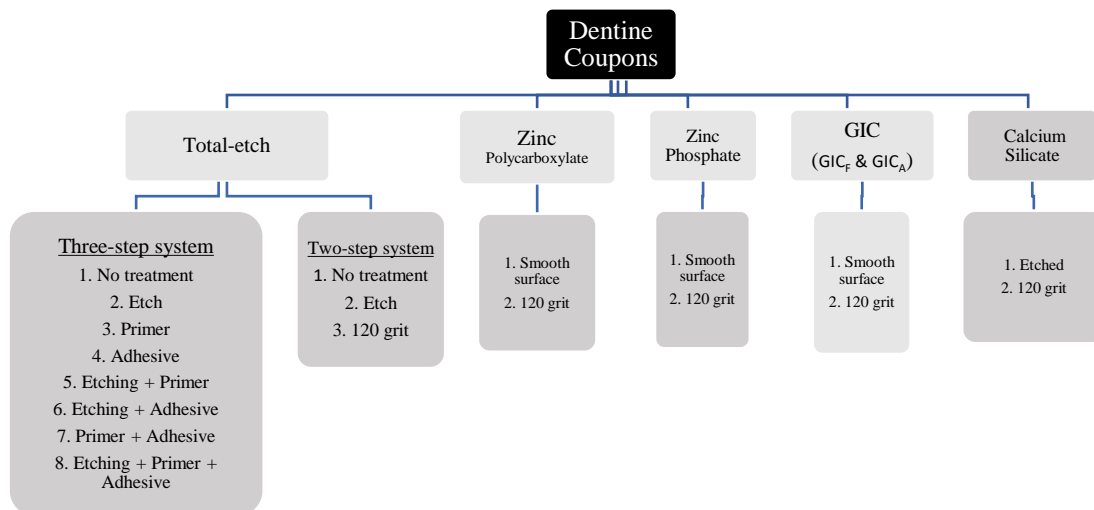 Dentine
Coupons
Total-etch
Zinc
Polycarboxylate
Zinc
Phosphate
GIC
(GIC_F & GIC_A)
Calcium
Silicate
Three-step system
1. No treatment
2. Etch
3. Primer
4. Adhesive
5. Etching + Primer
6. Etching + Adhesive
7. Primer + Adhesive
8. Etching + Primer +
Adhesive
Two-step system
1. No treatment
2. Etch
3. 120 grit
1. Smooth
surface
2. 120 grit
1. Smooth
surface
2. 120 grit
1. Smooth
surface
2. 120 grit
1. Etched
2. 120 grit